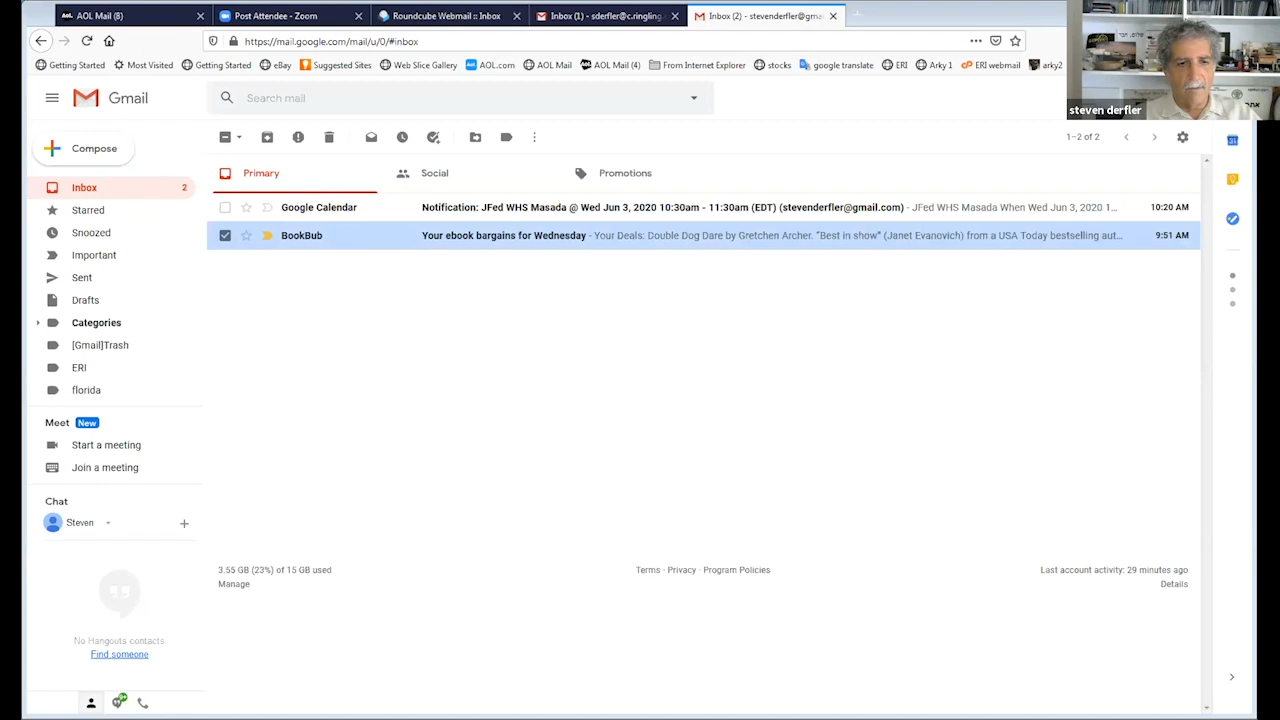 AOL Mail (8)
Post Attendee - Zoom
Roundcube Webmail :: Inbox
Inbox (1) - sderfler@c.ringling
Inbox (2) - stevenderfler@gmai
https://mail.google.com/mail/u/0/#inbox
Getting Started Most Visited Getting Started eBay Suggested Sites Web Slice Gallery AOL.com AOL Mail AOL Mail (4) From Internet Explorer stocks google translate ERI Arky 1 ERI webmail arky2
steven derfler
Gmail
Search mail
Compose
1–2 of 2
Primary
Social
Promotions
Inbox 2
Starred
Snoozed
Important
Sent
Drafts
Categories
[Gmail]Trash
ERI
florida
Google Calendar Notification: JFed WHS Masada @ Wed Jun 3, 2020 10:30am - 11:30am (EDT) (stevenderfler@gmail.com) - JFed WHS Masada When Wed Jun 3, 2020 1... 10:20 AM
BookBub Your ebook bargains for Wednesday - Your Deals: Double Dog Dare by Gretchen Archer. "Best in show" (Janet Evanovich) from a USA Today bestselling aut... 9:51 AM
Meet New
Start a meeting
Join a meeting
Chat
Steven
No Hangouts contacts
Find someone
3.55 GB (23%) of 15 GB used
Manage
Terms · Privacy · Program Policies
Last account activity: 29 minutes ago
Details